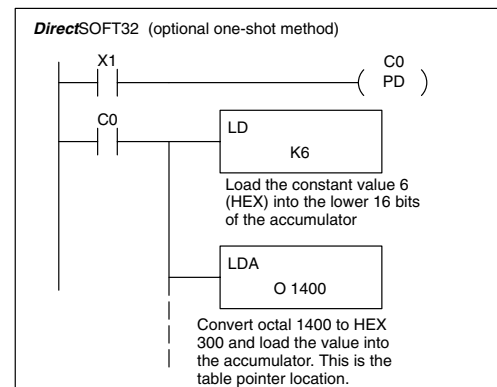 DirectSOFT32 (optional one-shot method)
X1
C0
PD
C0
LD
K6
Load the constant value 6
(HEX) into the lower 16 bits
of the accumulator
LDA
O 1400
Convert octal 1400 to HEX
300 and load the value into
the accumulator. This is the
table pointer location.